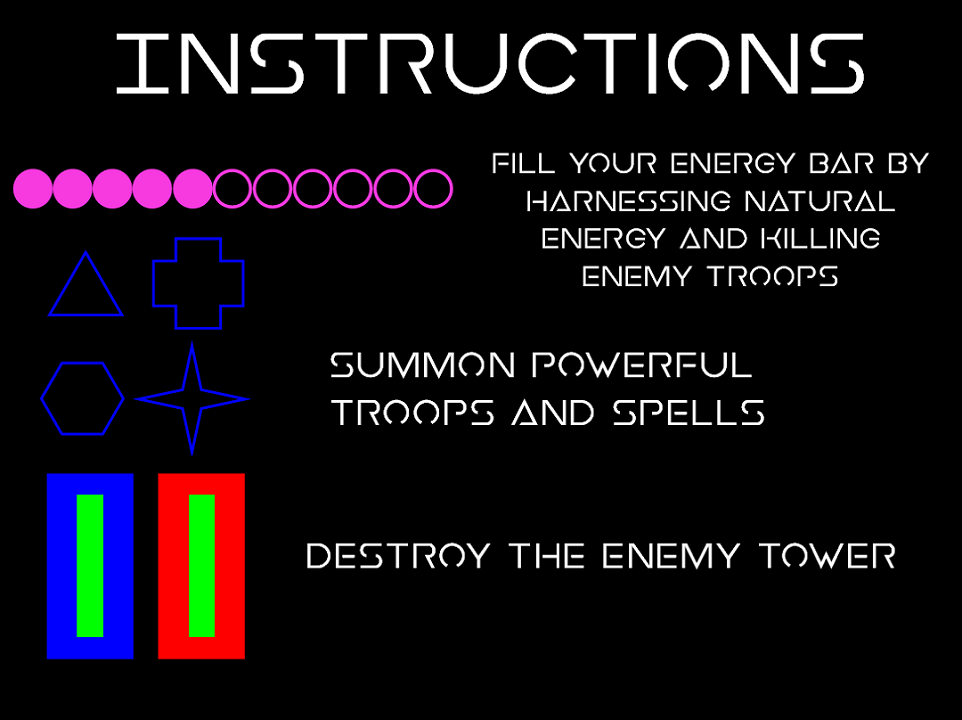 INSTRUCTIONS
FILL YOUR ENERGY BAR BY
HARNESSING NATURAL
ENERGY AND KILLING
ENEMY TROOPS
SUMMON POWERFUL
TROOPS AND SPELLS
DESTROY THE ENEMY TOWER